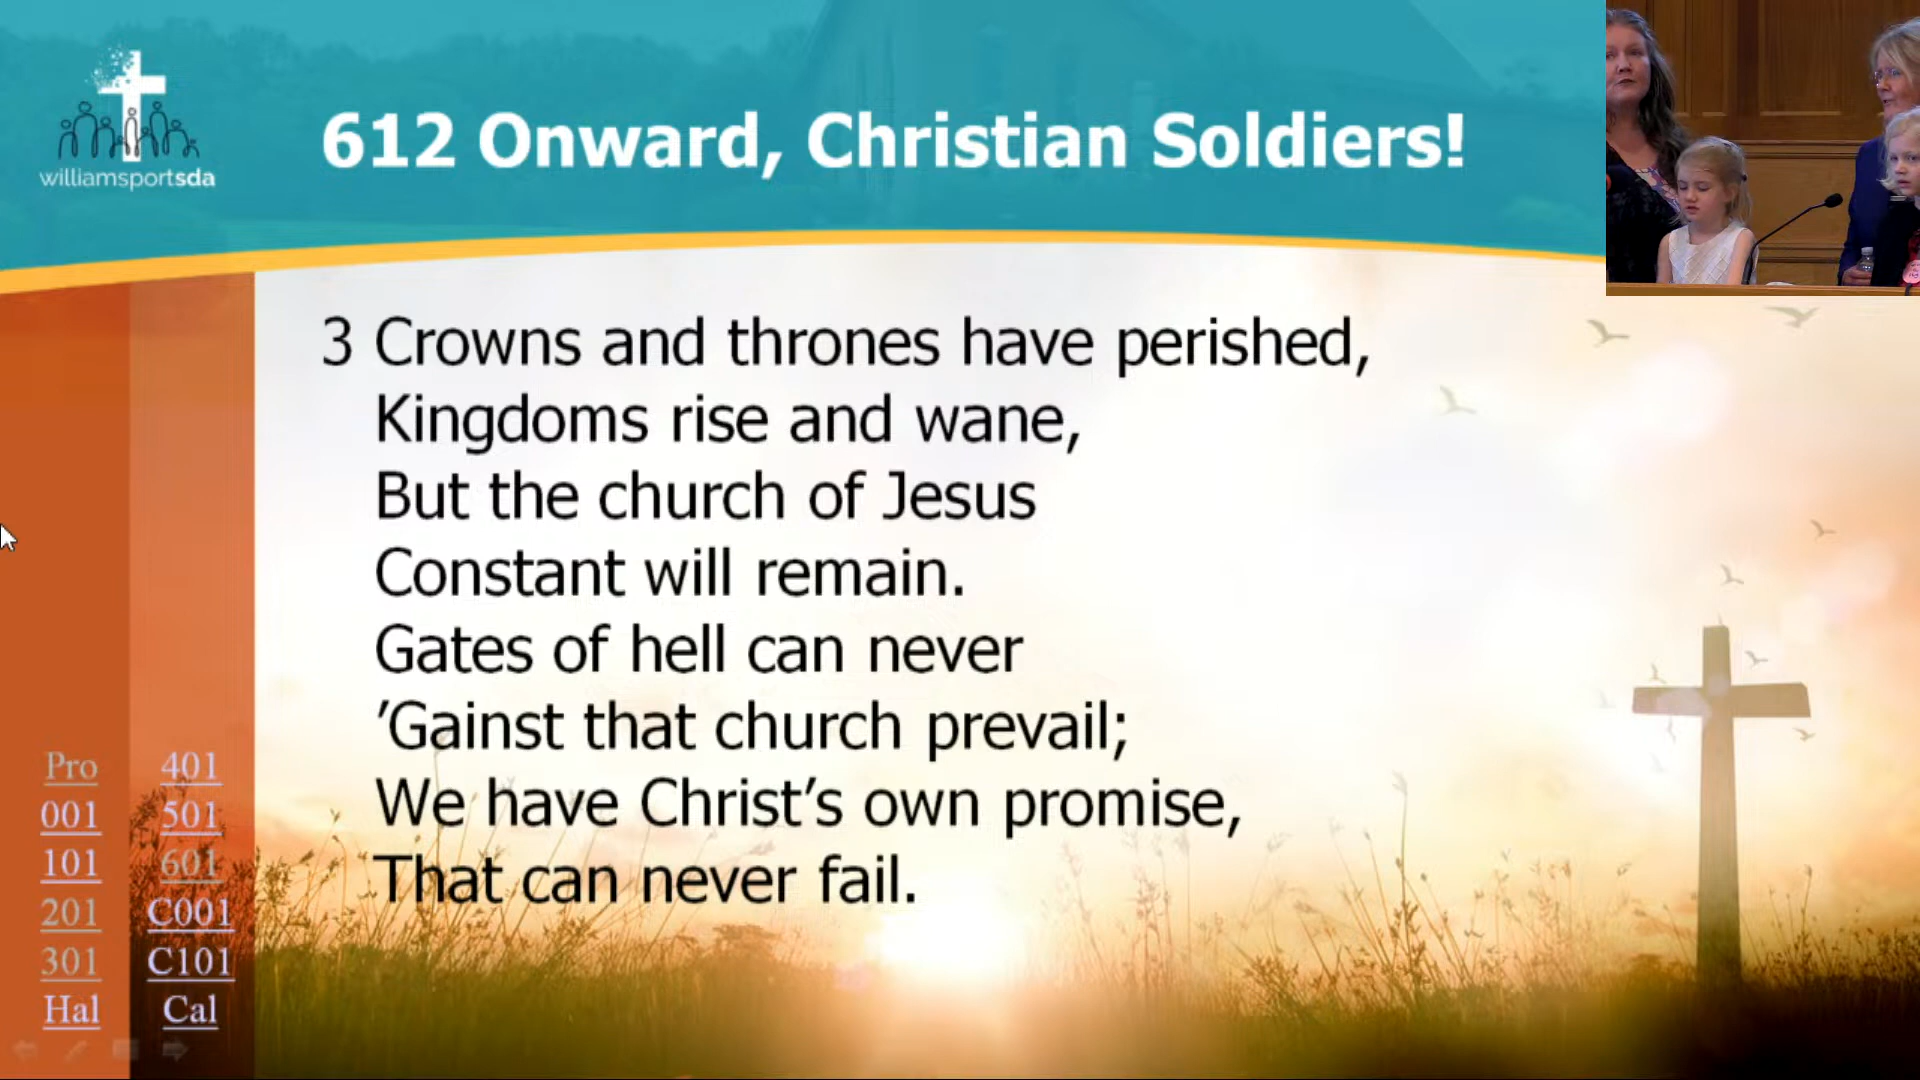 williamsportsda
612 Onward, Christian Soldiers!
3 Crowns and thrones have perished,
Kingdoms rise and wane,
But the church of Jesus
Constant will remain.
Gates of hell can never
’Gainst that church prevail;
We have Christ’s own promise,
That can never fail.
Pro 401
001 501
101 601
201 C001
301 C101
Hal Cal